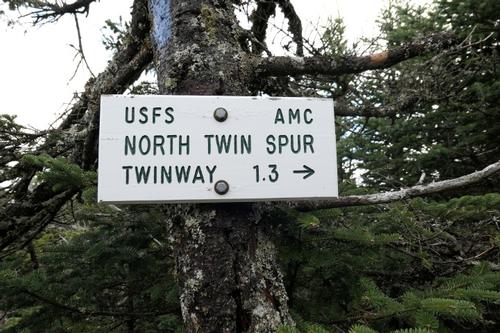 USFS AMC
NORTH TWIN SPUR
TWINWAY 1.3 →